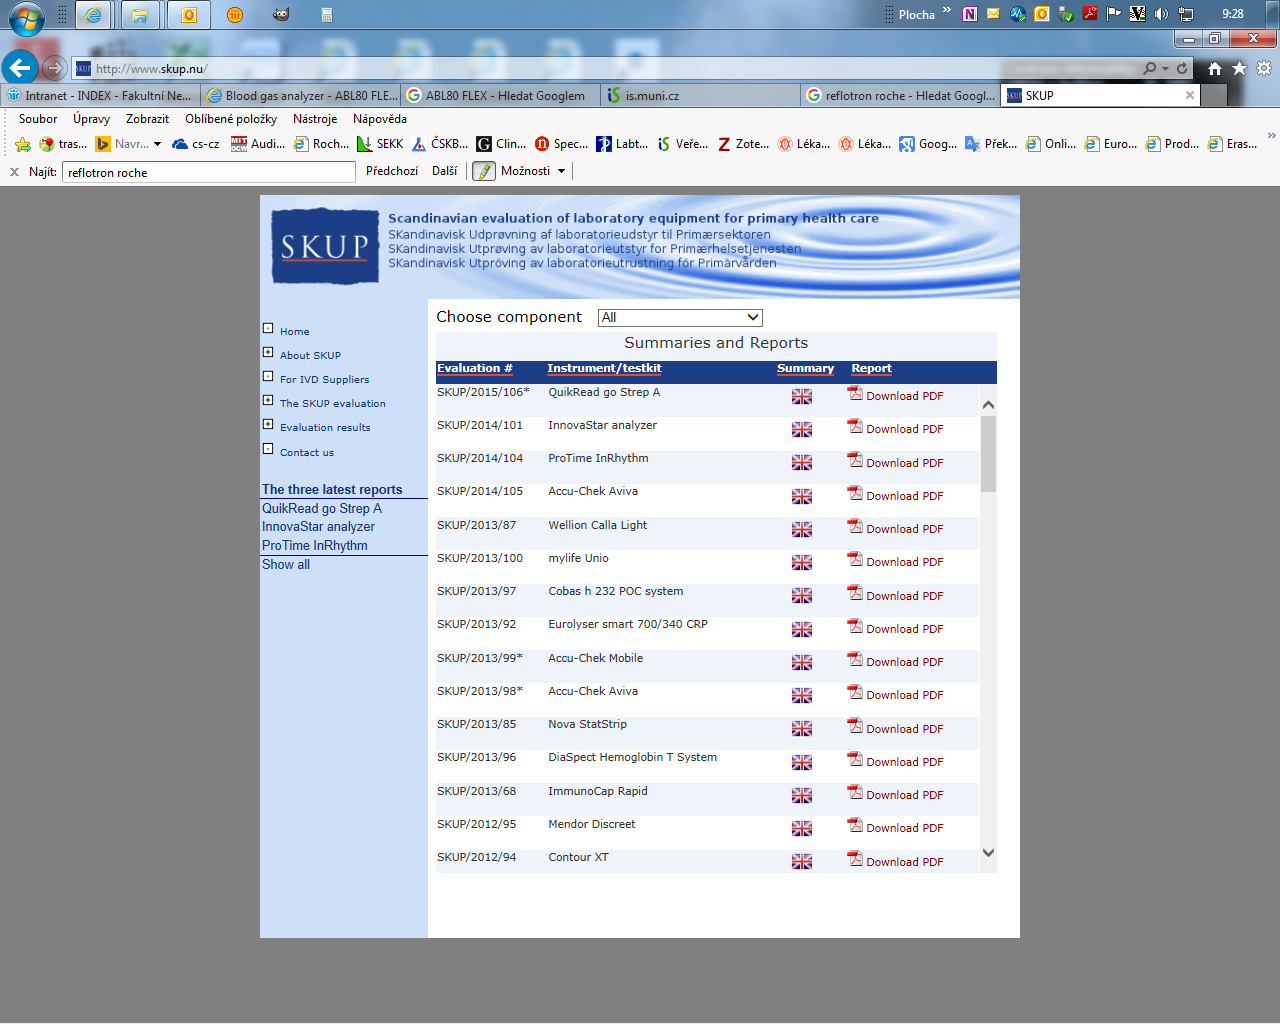 Plocha
9:28
http://www.skup.nu/
Intranet - INDEX - Fakultní Ne...
Blood gas analyzer - ABL80 FLE...
ABL80 FLEX - Hledat Googlem
is.muni.cz
reflotron roche - Hledat Googl...
SKUP
Soubor Úpravy Zobrazit Oblíbené položky Nástroje Nápověda
tras... Navr... cs-cz Audi... Roch... SEKK ČSKB... Clin... Spec... Labt... Veře... Zote... Léka... Léka... Goog... Překl... Onli... Euro... Prod... Eras...
Najít: reflotron roche Předchozí Další Možnosti
SKUP
Scandinavian evaluation of laboratory equipment for primary health care
SKandinavisk Udprøvning af laboratorieudstyr til Primærsektoren
SKandinavisk Utprøving av laboratorieutstyr for Primærhelsetjenesten
SKandinavisk Utprövning av laboratorieutrustning för Primärvården
Home
About SKUP
For IVD Suppliers
The SKUP evaluation
Evaluation results
Contact us
The three latest reports
QuikRead go Strep A
InnovaStar analyzer
ProTime InRhythm
Show all
Choose component All
Summaries and Reports
Evaluation # Instrument/testkit Summary Report
SKUP/2015/106* QuikRead go Strep A Download PDF
SKUP/2014/101 InnovaStar analyzer Download PDF
SKUP/2014/104 ProTime InRhythm Download PDF
SKUP/2014/105 Accu-Chek Aviva Download PDF
SKUP/2013/87 Wellion Calla Light Download PDF
SKUP/2013/100 mylife Unio Download PDF
SKUP/2013/97 Cobas h 232 POC system Download PDF
SKUP/2013/92 Eurolyser smart 700/340 CRP Download PDF
SKUP/2013/99* Accu-Chek Mobile Download PDF
SKUP/2013/98* Accu-Chek Aviva Download PDF
SKUP/2013/85 Nova StatStrip Download PDF
SKUP/2013/96 DiaSpect Hemoglobin T System Download PDF
SKUP/2013/68 ImmunoCap Rapid Download PDF
SKUP/2012/95 Mendor Discreet Download PDF
SKUP/2012/94 Contour XT Download PDF